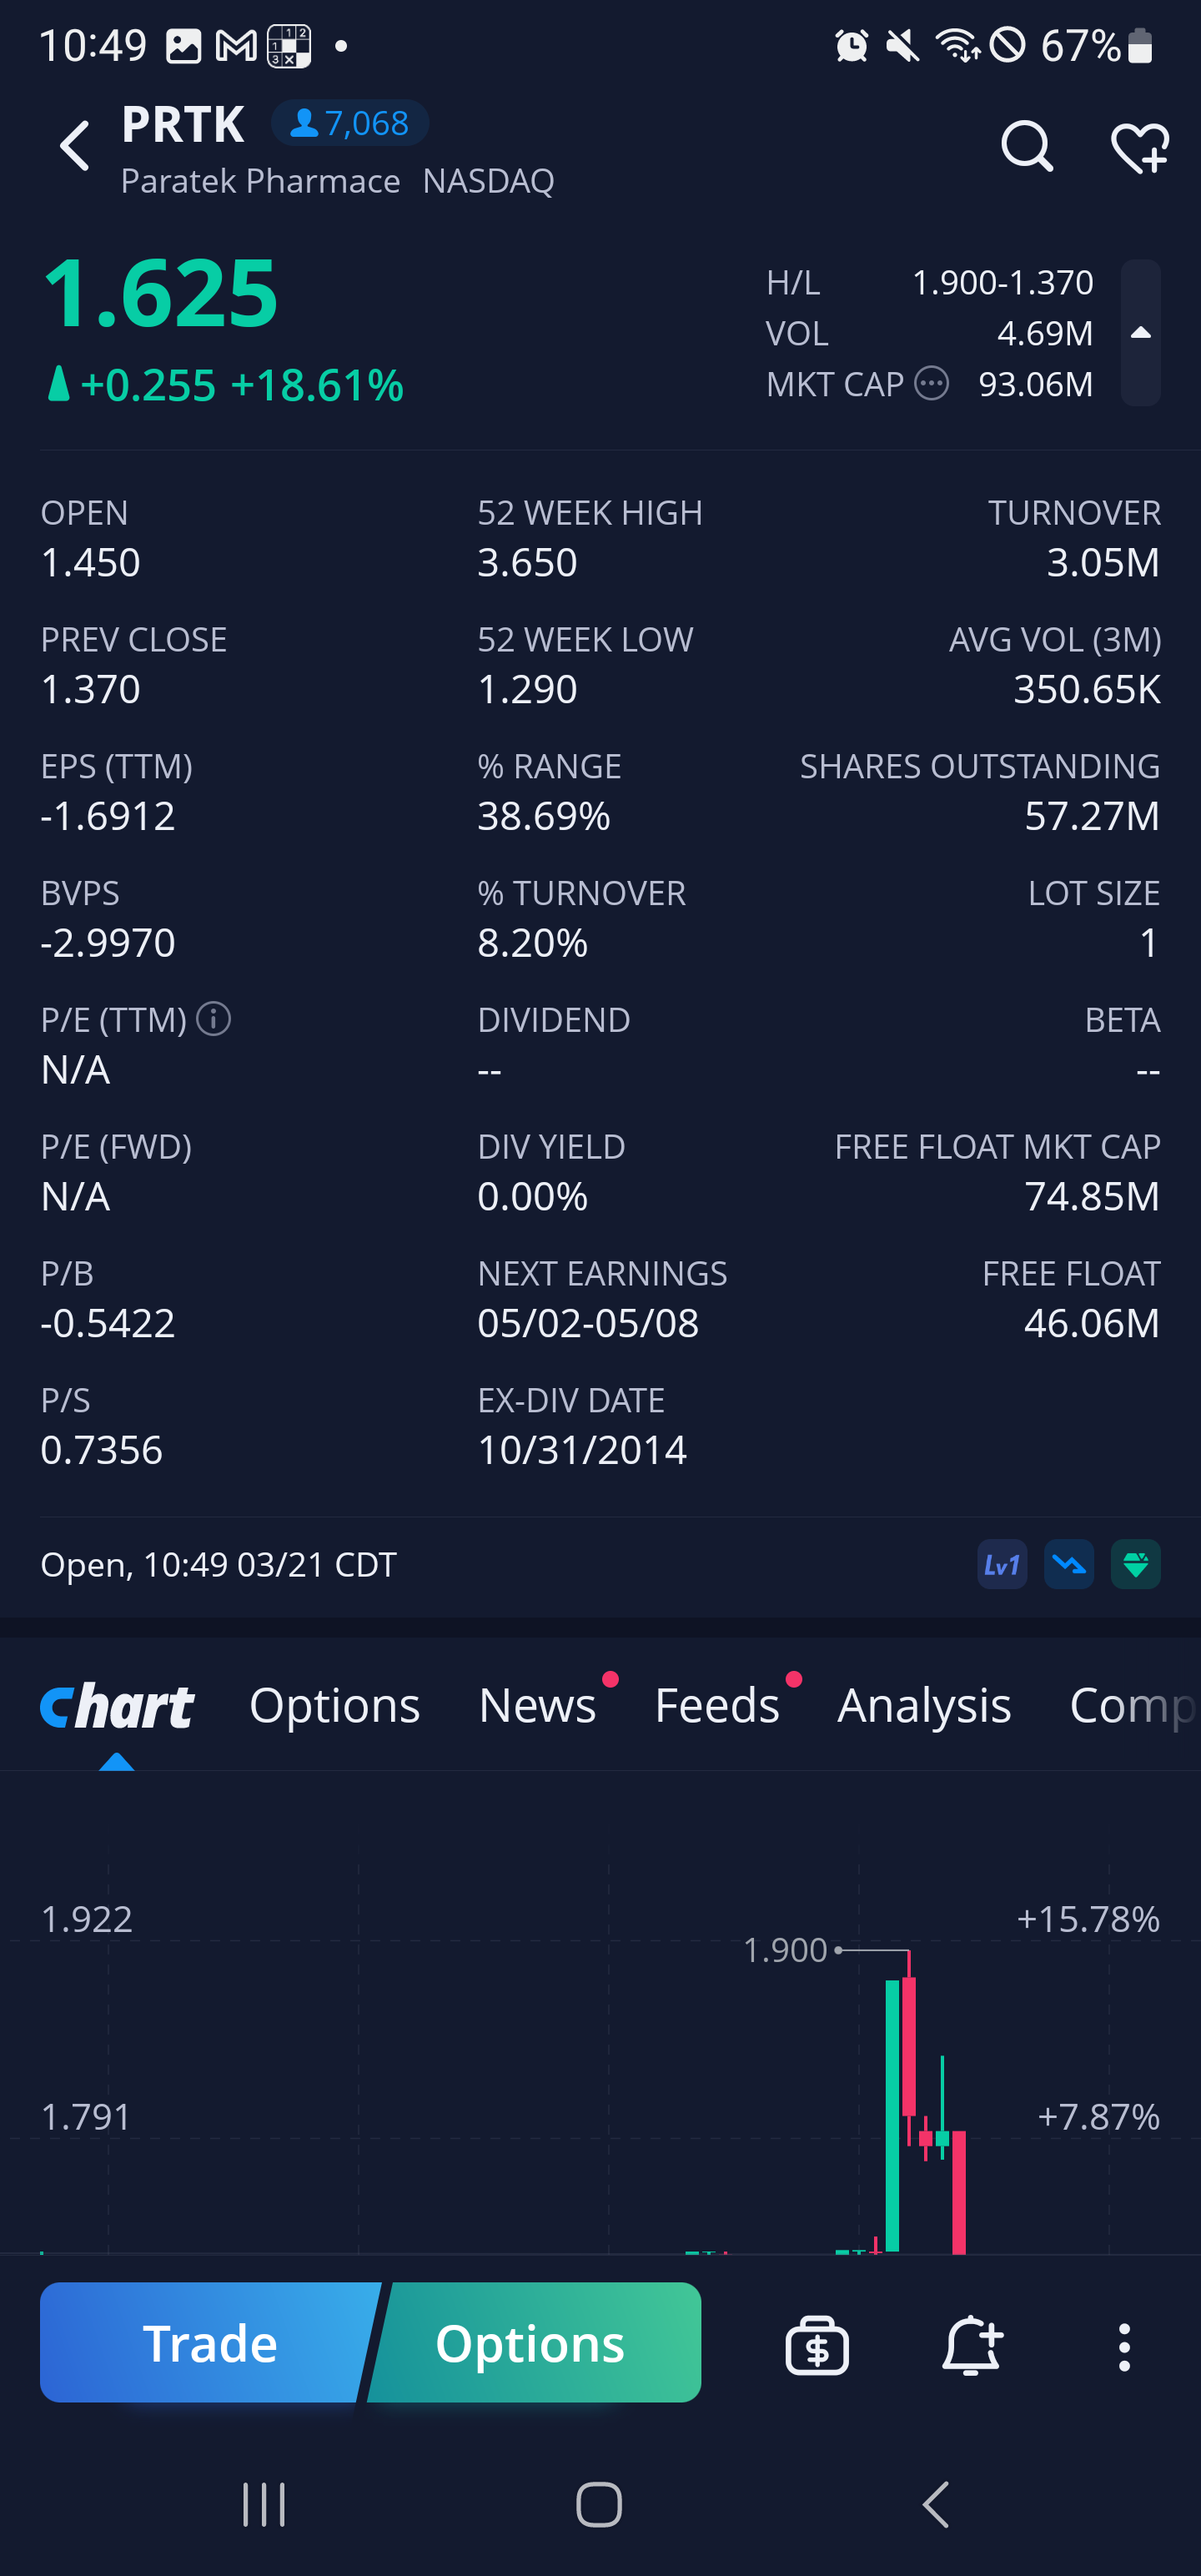 10:49 67%
PRTK 7,068
Paratek Pharmace NASDAQ
1.625
+0.255 +18.61%
H/L 1.900-1.370
VOL 4.69M
MKT CAP 93.06M
OPEN 52 WEEK HIGH TURNOVER
1.450 3.650 3.05M
PREV CLOSE 52 WEEK LOW AVG VOL (3M)
1.370 1.290 350.65K
EPS (TTM) % RANGE SHARES OUTSTANDING
-1.6912 38.69% 57.27M
BVPS % TURNOVER LOT SIZE
-2.9970 8.20% 1
P/E (TTM) DIVIDEND BETA
N/A -- --
P/E (FWD) DIV YIELD FREE FLOAT MKT CAP
N/A 0.00% 74.85M
P/B NEXT EARNINGS FREE FLOAT
-0.5422 05/02-05/08 46.06M
P/S EX-DIV DATE
0.7356 10/31/2014
Open, 10:49 03/21 CDT Lv1
Chart Options News Feeds Analysis Comp
1.922 +15.78%
1.900
1.791 +7.87%
Trade Options